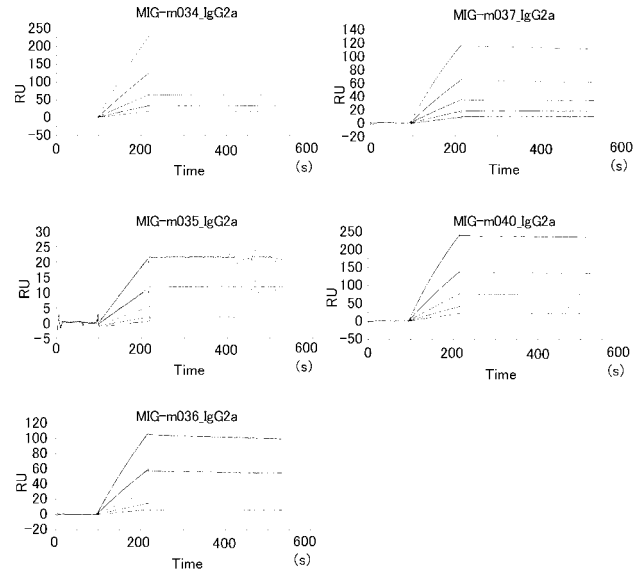 MIG-m034_IgG2a
250
200
150
100
50
0
-50
RU
0
200
400
600
Time
(s)
MIG-m037_IgG2a
140
120
100
80
60
40
20
0
-20
RU
0
200
400
600
Time
(s)
MIG-m035_IgG2a
30
25
20
15
10
5
0
-5
RU
0
200
400
600
Time
(s)
MIG-m040_IgG2a
250
200
150
100
50
0
-50
RU
0
200
400
600
Time
(s)
MIG-m036_IgG2a
120
100
80
60
40
20
0
-20
RU
0
200
400
600
Time
(s)